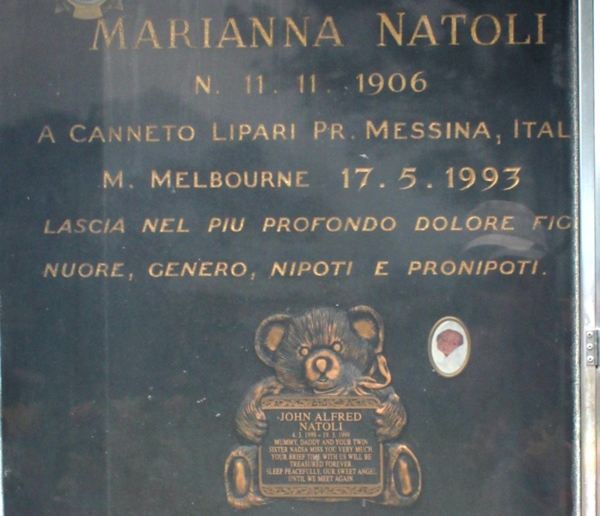 MARIANNA NATOLI
N. 11. 11. 1906
A CANNETO LIPARI PR. MESSINA, ITAL
M. MELBOURNE 17.5.1993
LASCIA NEL PIU PROFONDO DOLORE FIG
NUORE, GENERO, NIPOTI E PRONIPOTI.
JOHN ALFRED
NATOLI
MUMMY, DADDY AND YOUR TWIN
SISTER NADIA MISS YOU VERY MUCH.
YOUR BRIEF TIME WITH US WILL BE
TREASURED FOREVER.
SLEEP PEACEFULLY, OUR SWEET ANGEL
UNTIL WE MEET AGAIN